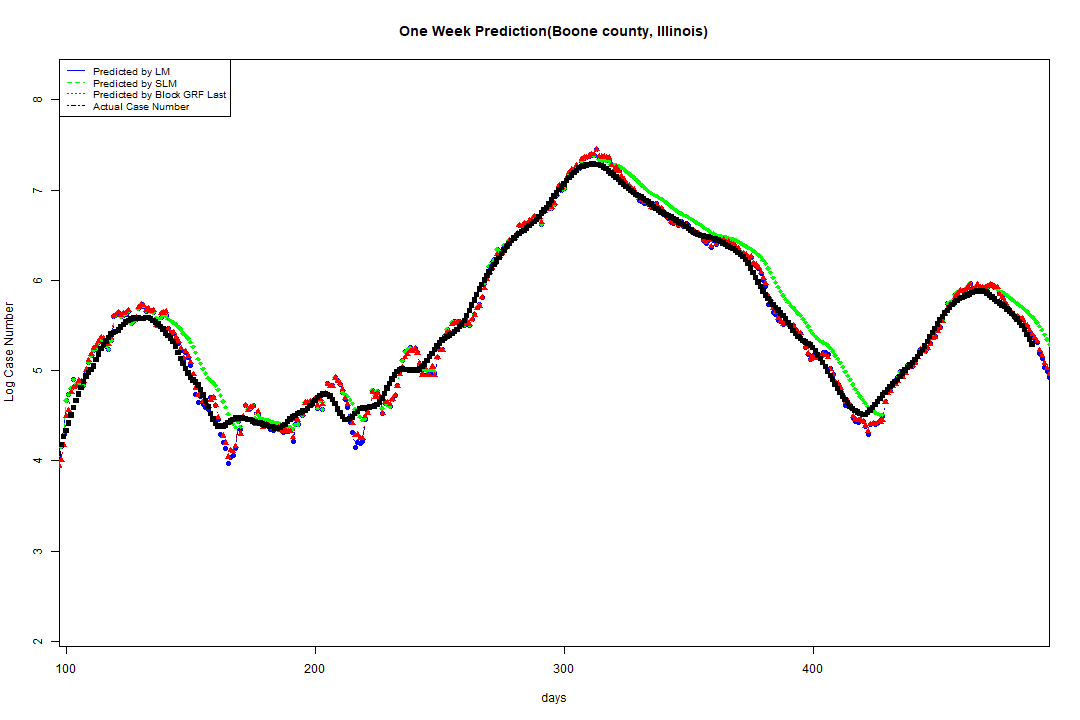 One Week Prediction(Boone county, Illinois)
Predicted by LM
Predicted by SLM
Predicted by Block GRF Last
Actual Case Number
8
7
6
5
4
3
2
Log Case Number
100 200 300 400
days